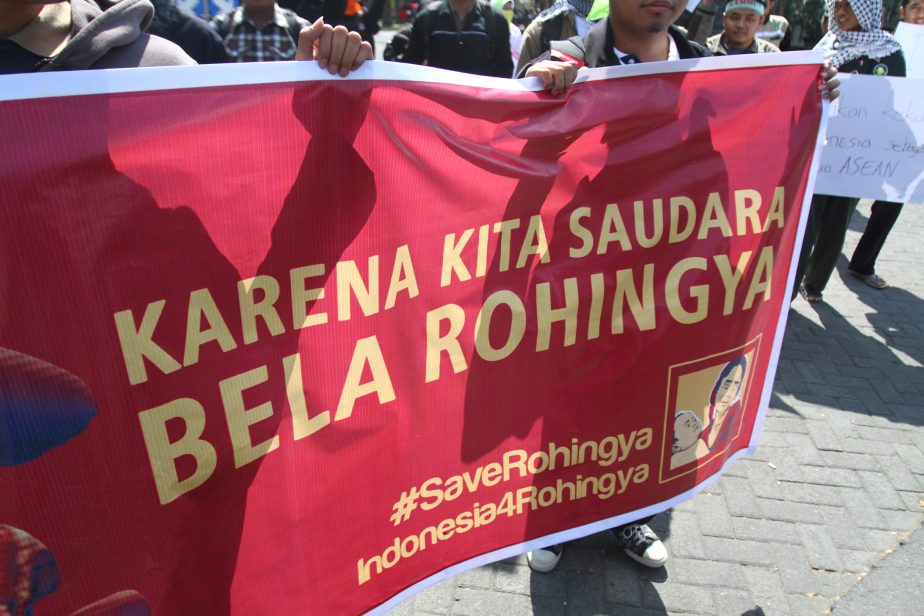 KARENA KITA SAUDARA
BELA ROHINGYA
#SaveRohingya
Indonesia4Rohingya
ASEAN